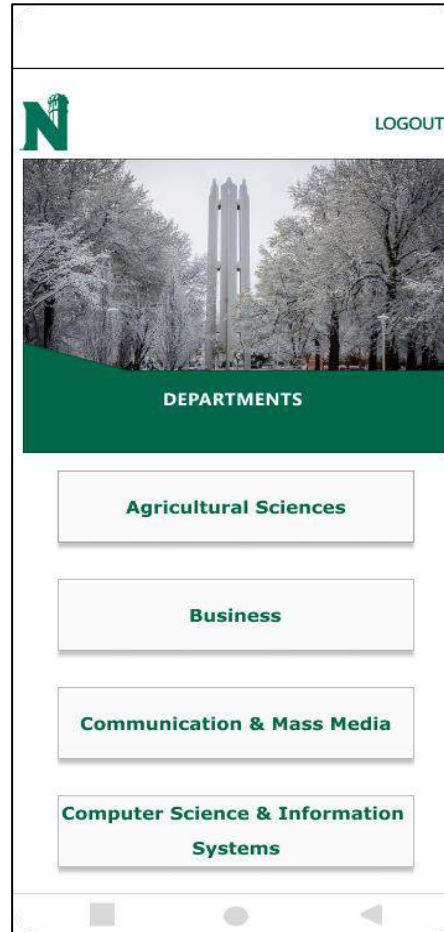 N
LOGOUT
DEPARTMENTS
Agricultural Sciences
Business
Communication & Mass Media
Computer Science & Information
Systems